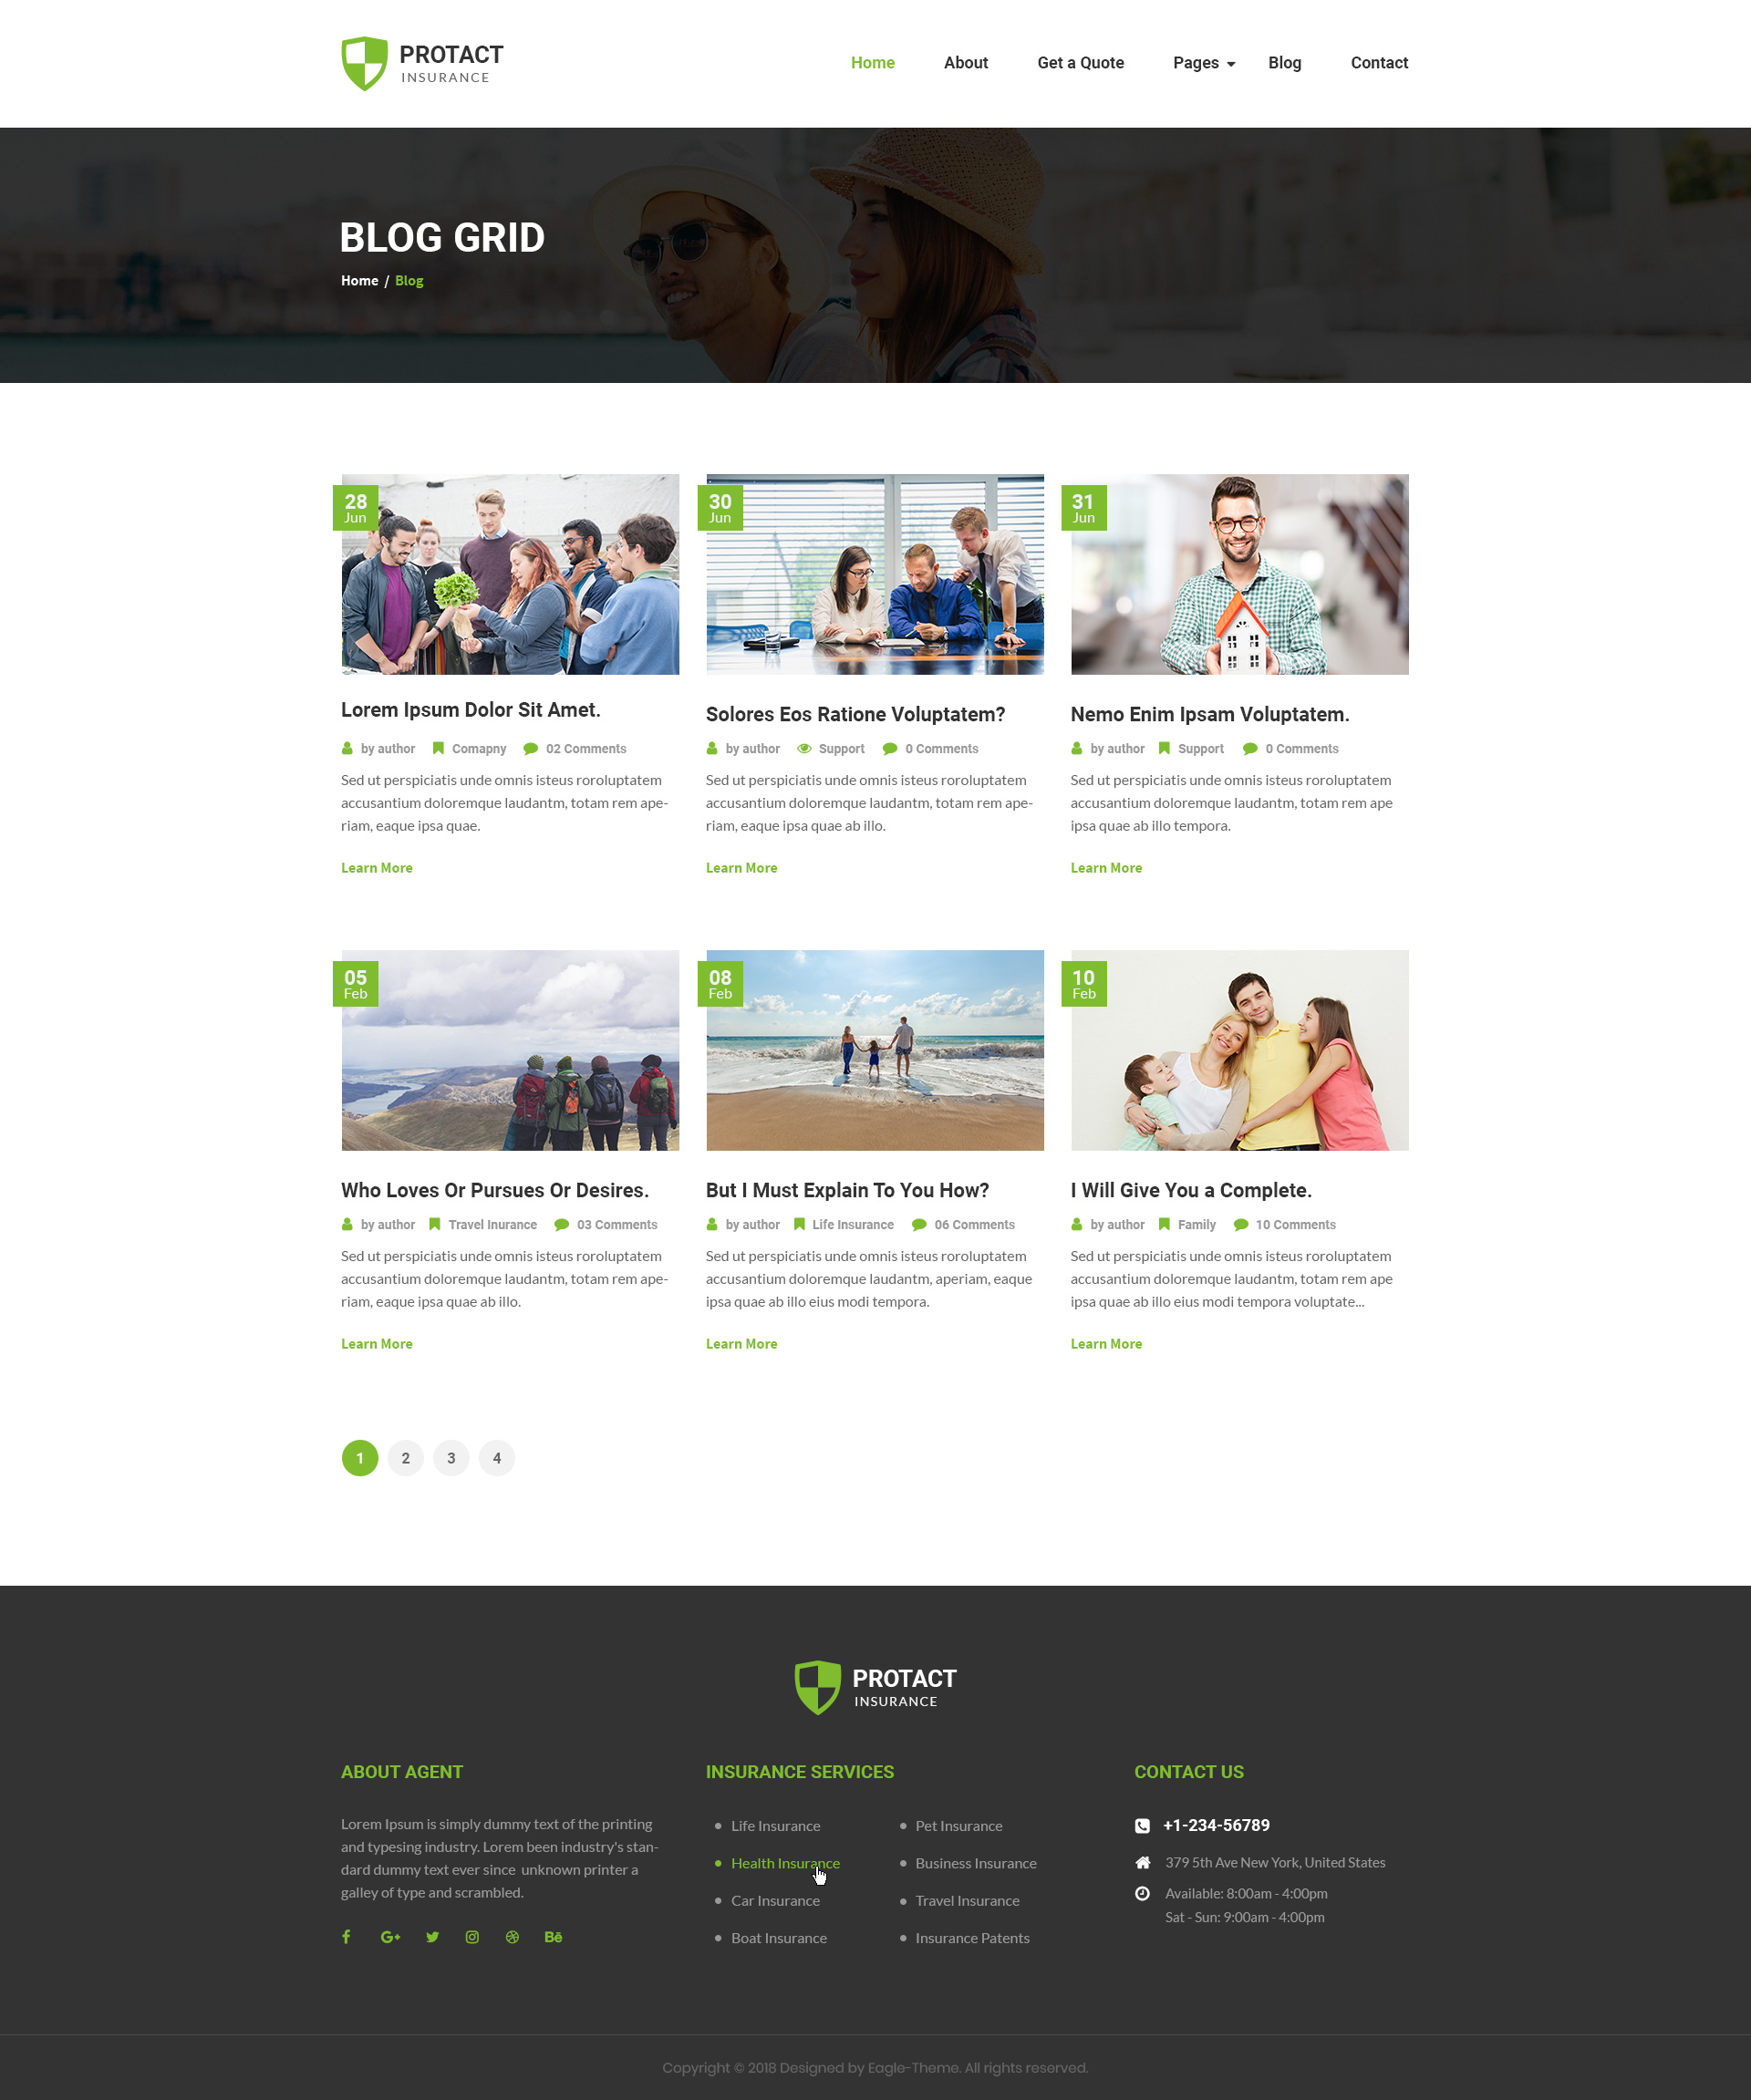 PROTACT
INSURANCE
Home
About
Get a Quote
Pages
Blog
Contact
BLOG GRID
Home / Blog
28
Jun
Lorem Ipsum Dolor Sit Amet.
by author Comapny 02 Comments
Sed ut perspiciatis unde omnis isteus roroluptatem
accusantium doloremque laudantm, totam rem ape-
riam, eaque ipsa quae.
Learn More
30
Jun
Solores Eos Ratione Voluptatem?
by author Support 0 Comments
Sed ut perspiciatis unde omnis isteus roroluptatem
accusantium doloremque laudantm, totam rem ape-
riam, eaque ipsa quae ab illo.
Learn More
31
Jun
Nemo Enim Ipsam Voluptatem.
by author Support 0 Comments
Sed ut perspiciatis unde omnis isteus roroluptatem
accusantium doloremque laudantm, totam rem ape
ipsa quae ab illo tempora.
Learn More
05
Feb
Who Loves Or Pursues Or Desires.
by author Travel Inurance 03 Comments
Sed ut perspiciatis unde omnis isteus roroluptatem
accusantium doloremque laudantm, totam rem ape-
riam, eaque ipsa quae ab illo.
Learn More
08
Feb
But I Must Explain To You How?
by author Life Insurance 06 Comments
Sed ut perspiciatis unde omnis isteus roroluptatem
accusantium doloremque laudantm, aperiam, eaque
ipsa quae ab illo eius modi tempora.
Learn More
10
Feb
I Will Give You a Complete.
by author Family 10 Comments
Sed ut perspiciatis unde omnis isteus roroluptatem
accusantium doloremque laudantm, totam rem ape
ipsa quae ab illo eius modi tempora voluptate...
Learn More
1 2 3 4
PROTACT
INSURANCE
ABOUT AGENT
Lorem Ipsum is simply dummy text of the printing
and typesing industry. Lorem been industry's stan-
dard dummy text ever since unknown printer a
galley of type and scrambled.
INSURANCE SERVICES
Life Insurance
Health Insurance
Car Insurance
Boat Insurance
Pet Insurance
Business Insurance
Travel Insurance
Insurance Patents
CONTACT US
+1-234-56789
379 5th Ave New York, United States
Available: 8:00am - 4:00pm
Sat - Sun: 9:00am - 4:00pm
Copyright © 2018 Designed by Eagle-Theme. All rights reserved.